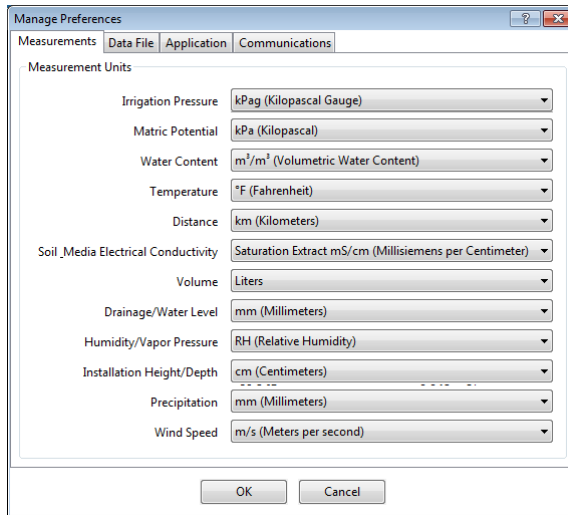 Manage Preferences
Measurements Data File Application Communications
Measurement Units
Irrigation Pressure kPag (Kilopascal Gauge)
Matric Potential kPa (Kilopascal)
Water Content m³/m³ (Volumetric Water Content)
Temperature °F (Fahrenheit)
Distance km (Kilometers)
Soil_Media Electrical Conductivity Saturation Extract mS/cm (Millisiemens per Centimeter)
Volume Liters
Drainage/Water Level mm (Millimeters)
Humidity/Vapor Pressure RH (Relative Humidity)
Installation Height/Depth cm (Centimeters)
Precipitation mm (Millimeters)
Wind Speed m/s (Meters per second)
OK Cancel